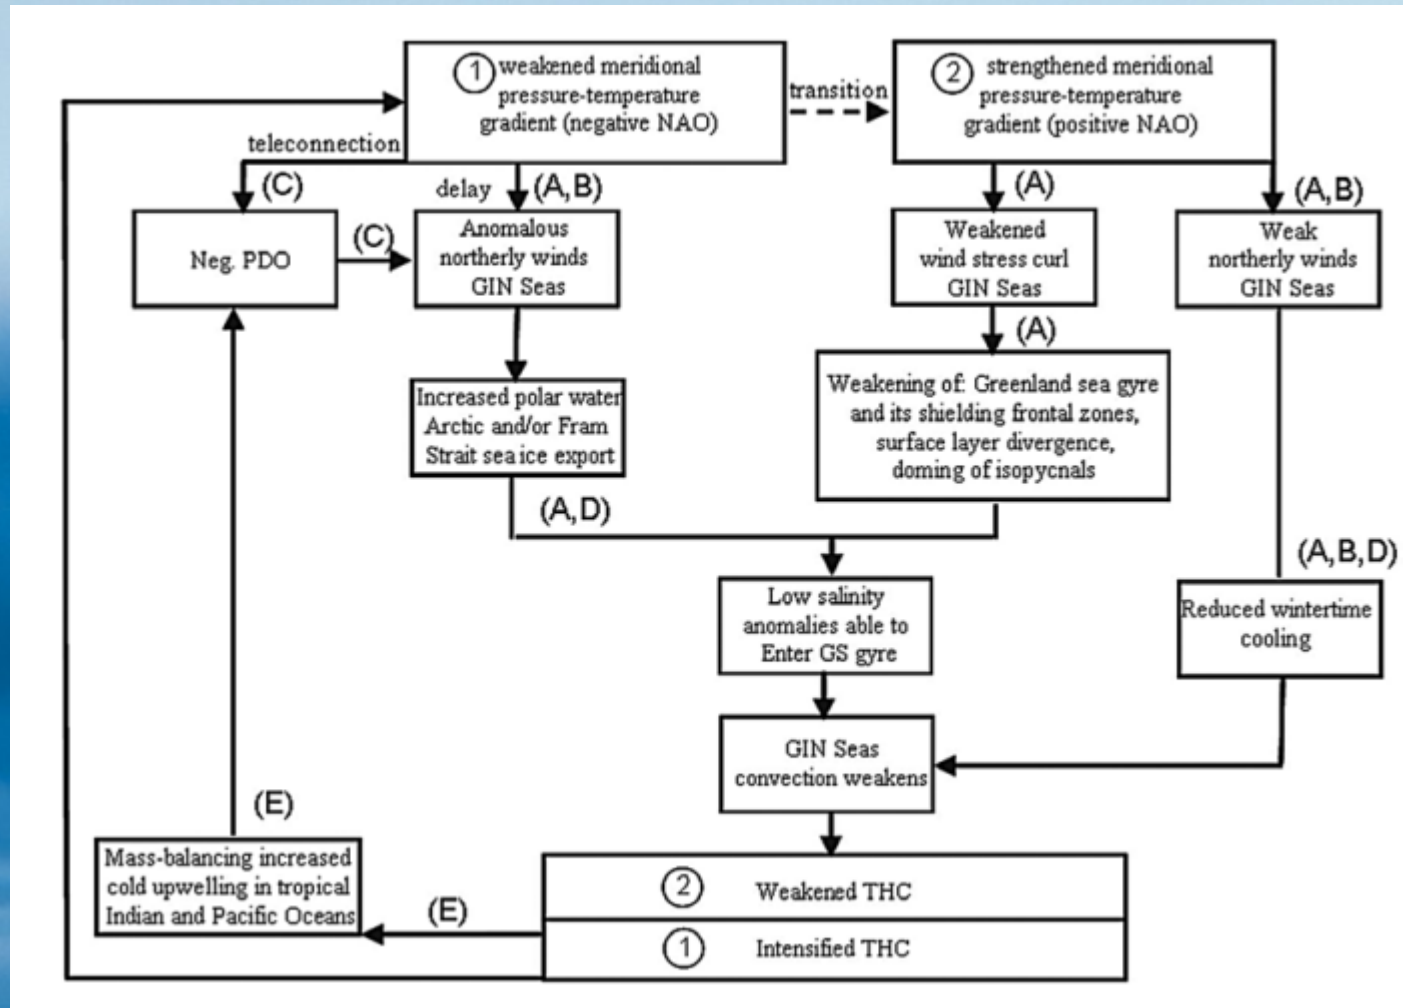 ① weakened meridional
pressure-temperature
gradient (negative NAO)
transition
② strengthened meridional
pressure-temperature
gradient (positive NAO)
teleconnection
(C)
delay
(A,B)
(A)
(A,B)
Neg. PDO
(C)
Anomalous
northerly winds
GIN Seas
Weakened
wind stress curl
GIN Seas
Weak
northerly winds
GIN Seas
(A)
Increased polar water
Arctic and/or Fram
Strait sea ice export
Weakening of: Greenland sea gyre
and its shielding frontal zones,
surface layer divergence,
doming of isopycnals
(A,D)
(A,B,D)
Low salinity
anomalies able to
Enter GS gyre
Reduced wintertime
cooling
GIN Seas
convection weakens
(E)
Mass-balancing increased
cold upwelling in tropical
Indian and Pacific Oceans
(E)
② Weakened THC
① Intensified THC